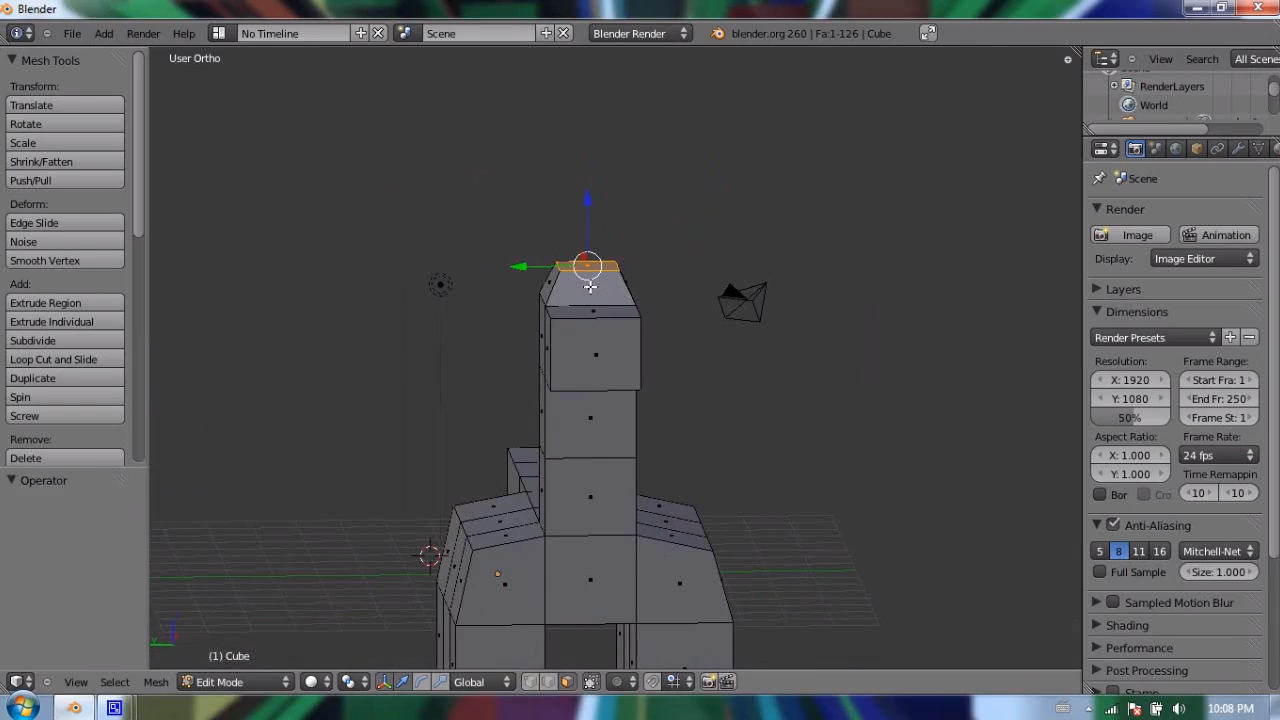 Blender
File Add Render Help No Timeline Scene Blender Render blender.org 260 | Fa:1-126 | Cube
Mesh Tools
Transform:
Translate
Rotate
Scale
Shrink/Fatten
Push/Pull
Deform:
Edge Slide
Noise
Smooth Vertex
Add:
Extrude Region
Extrude Individual
Subdivide
Loop Cut and Slide
Duplicate
Spin
Screw
Remove:
Delete
Operator
User Ortho
(1) Cube
View Select Mesh Edit Mode Global
View Search All Scene
RenderLayers
World
Scene
Render
Image Animation
Display: Image Editor
Layers
Dimensions
Render Presets
Resolution: Frame Range:
X: 1920 Start Fra: 1
Y: 1080 End Fr: 250
50% Frame St: 1
Aspect Ratio: Frame Rate:
X: 1.000 24 fps
Y: 1.000 Time Remappin
Bor Cro 10 10
Anti-Aliasing
5 8 11 16 Mitchell-Net
Full Sample Size: 1.000
Sampled Motion Blur
Shading
Performance
Post Processing
10:08 PM